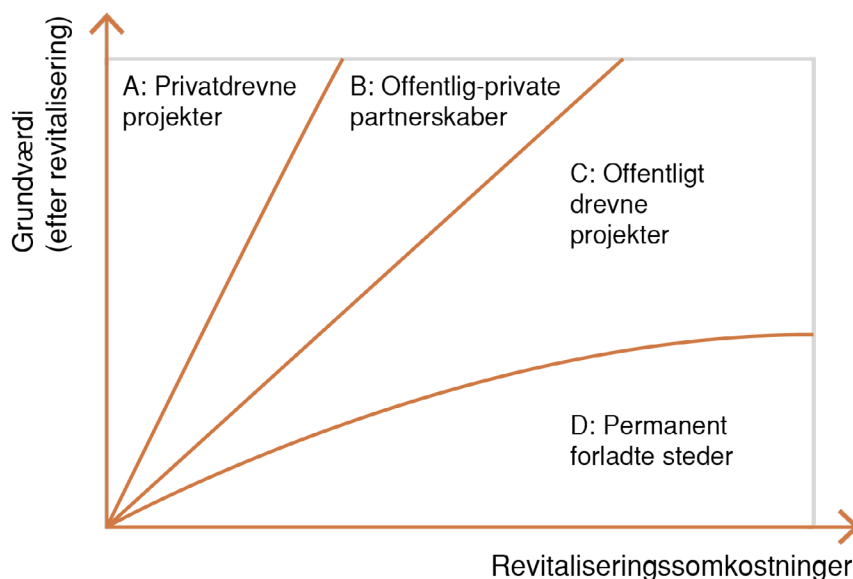 Grundværdi
(efter revitalisering)
A: Privatdrevne
projekter
B: Offentlig-private
partnerskaber
C: Offentligt
drevne
projekter
D: Permanent
forladte steder
Revitaliseringssomkostninger